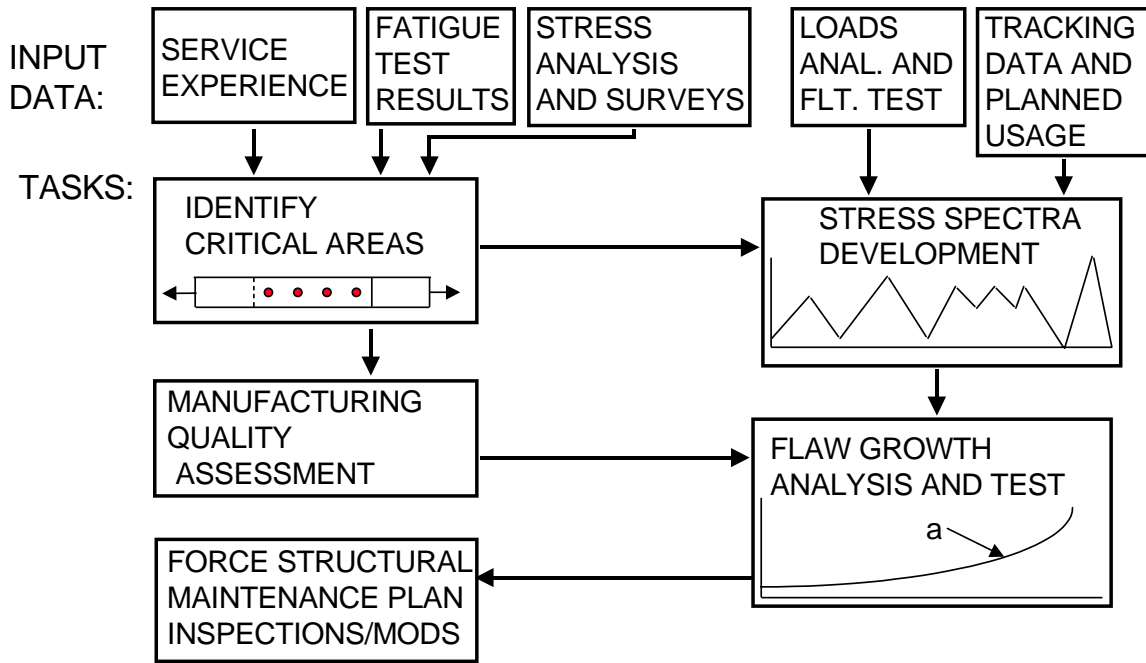 INPUT
DATA:
SERVICE
EXPERIENCE
FATIGUE
TEST
RESULTS
STRESS
ANALYSIS
AND SURVEYS
LOADS
ANAL. AND
FLT. TEST
TRACKING
DATA AND
PLANNED
USAGE
TASKS:
IDENTIFY
CRITICAL AREAS
STRESS SPECTRA
DEVELOPMENT
MANUFACTURING
QUALITY
ASSESSMENT
FLAW GROWTH
ANALYSIS AND TEST
a
FORCE STRUCTURAL
MAINTENANCE PLAN
INSPECTIONS/MODS